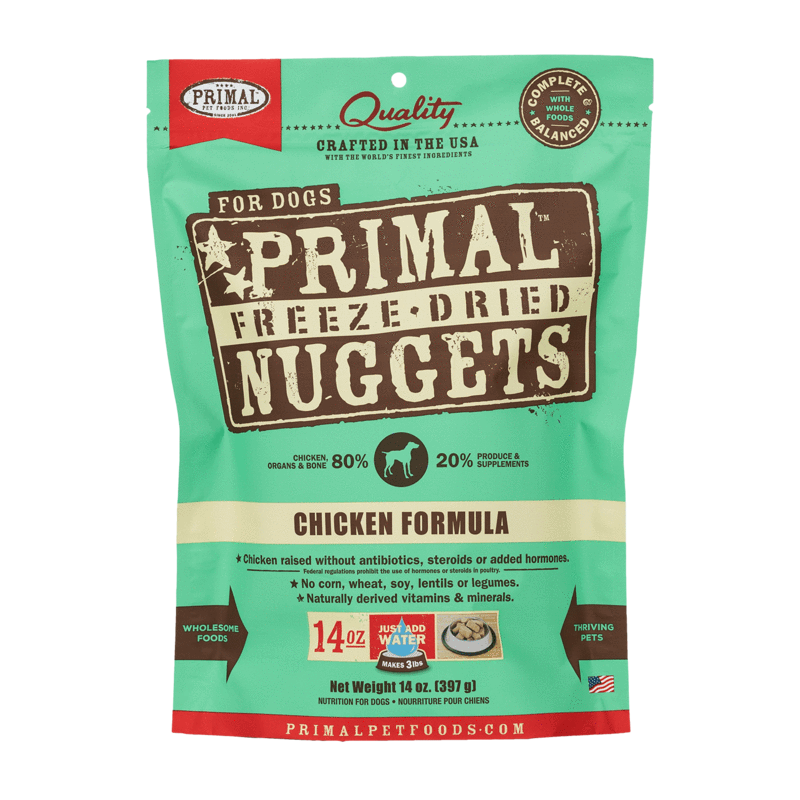 PRIMAL
PET FOODS INC.
SINCE 2001
Quality
CRAFTED IN THE USA
WITH THE WORLD'S FINEST INGREDIENTS
COMPLETE &
BALANCED
WITH
WHOLE
FOODS
FOR DOGS
PRIMAL™
FREEZE·DRIED
NUGGETS
CHICKEN,
ORGANS & BONE 80%
20% PRODUCE &
SUPPLEMENTS
CHICKEN FORMULA
★Chicken raised without antibiotics, steroids or added hormones.
Federal regulations prohibit the use of hormones or steroids in poultry.
★ No corn, wheat, soy, lentils or legumes.
★ Naturally derived vitamins & minerals.
WHOLESOME
FOODS
14OZ
JUST ADD
WATER
MAKES 3lbs
THRIVING
PETS
Net Weight 14 oz. (397 g)
NUTRITION FOR DOGS • NOURRITURE POUR CHIENS
PRIMALPETFOODS·COM